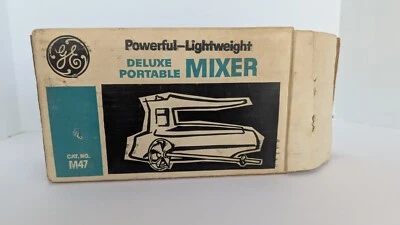 GE
Powerful–Lightweight
DELUXE
PORTABLE MIXER
CAT. NO.
M47